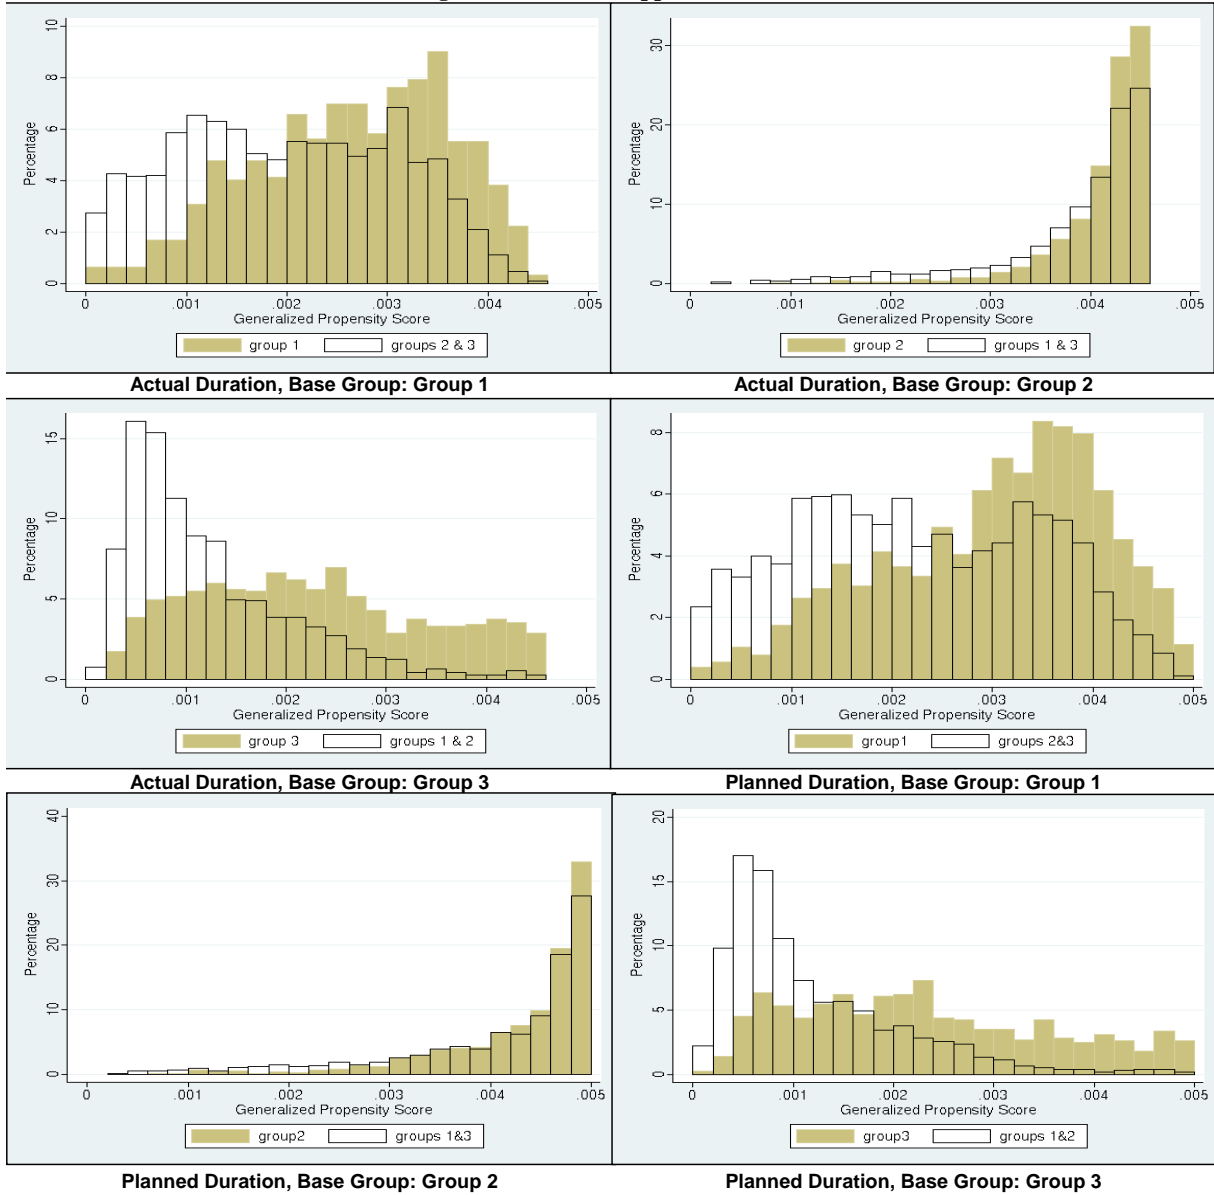 10
8
6
4
2
0
Percentage
0 .001 .002 .003 .004 .005
Generalized Propensity Score
group 1 groups 2 & 3
Actual Duration, Base Group: Group 1
30
20
10
0
Percentage
0 .001 .002 .003 .004 .005
Generalized Propensity Score
group 2 groups 1 & 3
Actual Duration, Base Group: Group 2
15
10
5
0
Percentage
0 .001 .002 .003 .004 .005
Generalized Propensity Score
group 3 groups 1 & 2
Actual Duration, Base Group: Group 3
8
6
4
2
0
Percentage
0 .001 .002 .003 .004 .005
Generalized Propensity Score
group1 groups 2&3
Planned Duration, Base Group: Group 1
40
30
20
10
0
Percentage
0 .001 .002 .003 .004 .005
Generalized Propensity Score
group2 groups 1&3
Planned Duration, Base Group: Group 2
20
15
10
5
0
Percentage
0 .001 .002 .003 .004 .005
Generalized Propensity Score
group3 groups 1&2
Planned Duration, Base Group: Group 3